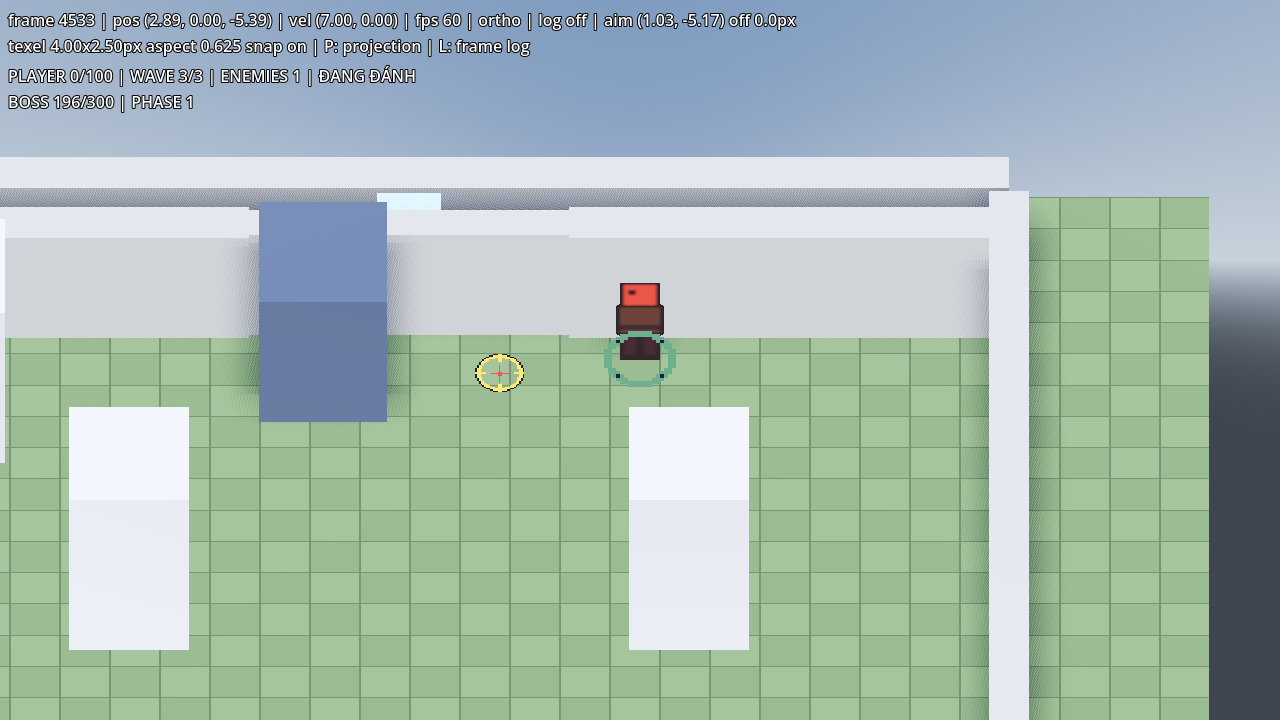 frame 4533 | pos (2.89, 0.00, -5.39) | vel (7.00, 0.00) | fps 60 | ortho | log off | aim (1.03, -5.17) off 0.0px
texel 4.00x2.50px aspect 0.625 snap on | P: projection | L: frame log
PLAYER 0/100 | WAVE 3/3 | ENEMIES 1 | ĐANG ĐÁNH
BOSS 196/300 | PHASE 1